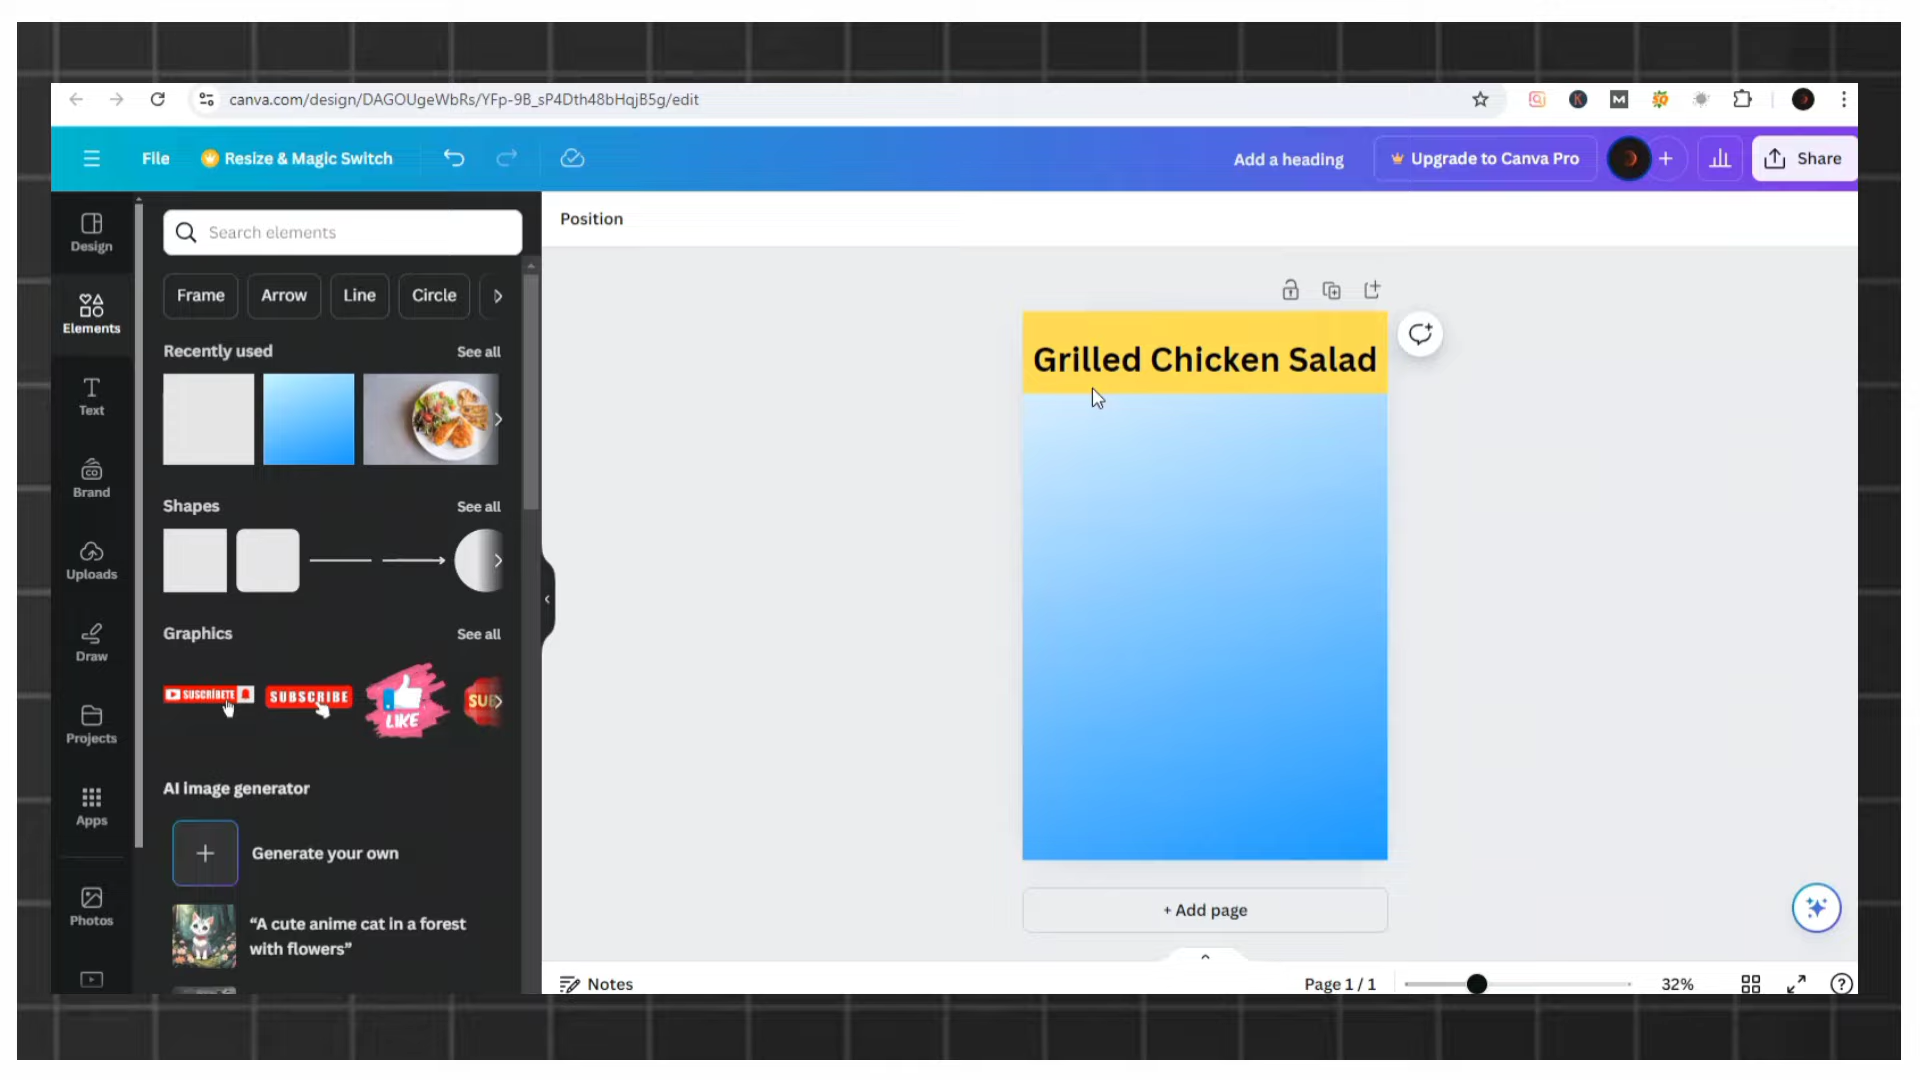 canva.com/design/DAGOUgeWbRs/YFp-9B_sP4Dth48bHqjB5g/edit
File
Resize & Magic Switch
Add a heading
Upgrade to Canva Pro
Share
Design
Elements
Text
Brand
Uploads
Draw
Projects
Apps
Photos
Search elements
Frame
Arrow
Line
Circle
Recently used
See all
Shapes
See all
Graphics
See all
SUSCRÍBETE
SUBSCRIBE
LIKE
SUB
AI image generator
Generate your own
“A cute anime cat in a forest
with flowers”
Position
Grilled Chicken Salad
+ Add page
Notes
Page 1 / 1
32%